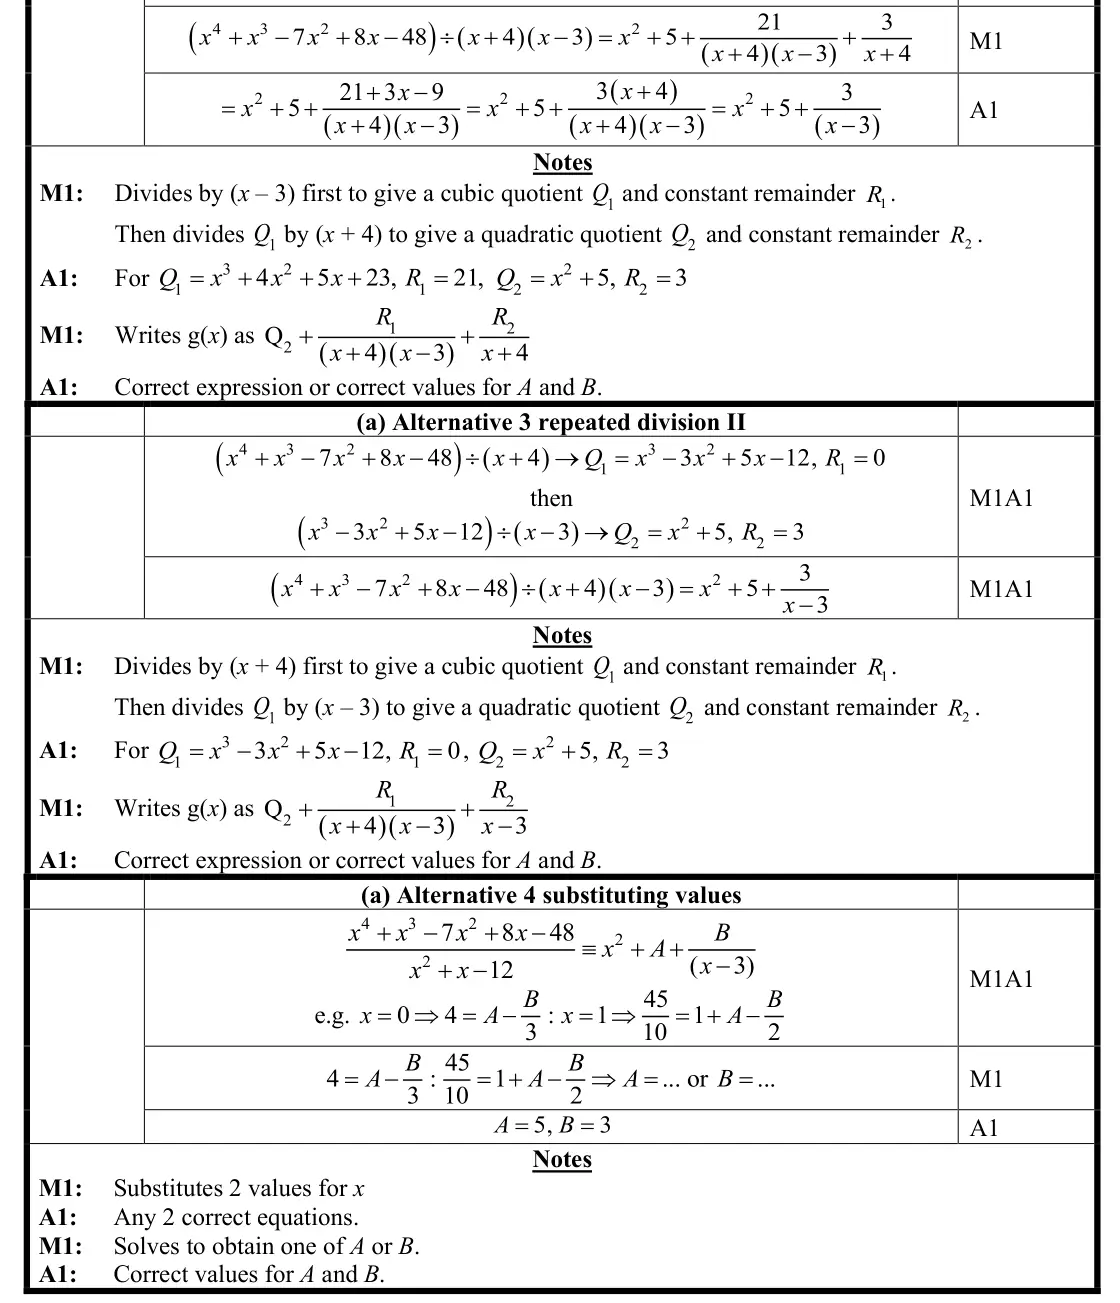 (x⁴ + x³ − 7x² + 8x − 48) ÷ (x + 4)(x − 3) = x² + 5 + 21/((x + 4)(x − 3)) + 3/(x + 4) M1
= x² + 5 + (21 + 3x − 9)/((x + 4)(x − 3)) = x² + 5 + 3(x + 4)/((x + 4)(x − 3)) = x² + 5 + 3/(x − 3) A1
Notes
M1: Divides by (x – 3) first to give a cubic quotient Q₁ and constant remainder R₁.
Then divides Q₁ by (x + 4) to give a quadratic quotient Q₂ and constant remainder R₂.
A1: For Q₁ = x³ + 4x² + 5x + 23, R₁ = 21, Q₂ = x² + 5, R₂ = 3
M1: Writes g(x) as Q₂ + R₁/((x + 4)(x − 3)) + R₂/(x + 4)
A1: Correct expression or correct values for A and B.
(a) Alternative 3 repeated division II
(x⁴ + x³ − 7x² + 8x − 48) ÷ (x + 4) → Q₁ = x³ − 3x² + 5x − 12, R₁ = 0
then M1A1
(x³ − 3x² + 5x − 12) ÷ (x − 3) → Q₂ = x² + 5, R₂ = 3
(x⁴ + x³ − 7x² + 8x − 48) ÷ (x + 4)(x − 3) = x² + 5 + 3/(x − 3) M1A1
Notes
M1: Divides by (x + 4) first to give a cubic quotient Q₁ and constant remainder R₁.
Then divides Q₁ by (x – 3) to give a quadratic quotient Q₂ and constant remainder R₂.
A1: For Q₁ = x³ − 3x² + 5x − 12, R₁ = 0, Q₂ = x² + 5, R₂ = 3
M1: Writes g(x) as Q₂ + R₁/((x + 4)(x − 3)) + R₂/(x − 3)
A1: Correct expression or correct values for A and B.
(a) Alternative 4 substituting values
(x⁴ + x³ − 7x² + 8x − 48)/(x² + x − 12) ≡ x² + A + B/(x − 3) M1A1
e.g. x = 0 ⇒ 4 = A − B/3 : x = 1 ⇒ 45/10 = 1 + A − B/2
4 = A − B/3 : 45/10 = 1 + A − B/2 ⇒ A = ... or B = ... M1
A = 5, B = 3 A1
Notes
M1: Substitutes 2 values for x
A1: Any 2 correct equations.
M1: Solves to obtain one of A or B.
A1: Correct values for A and B.